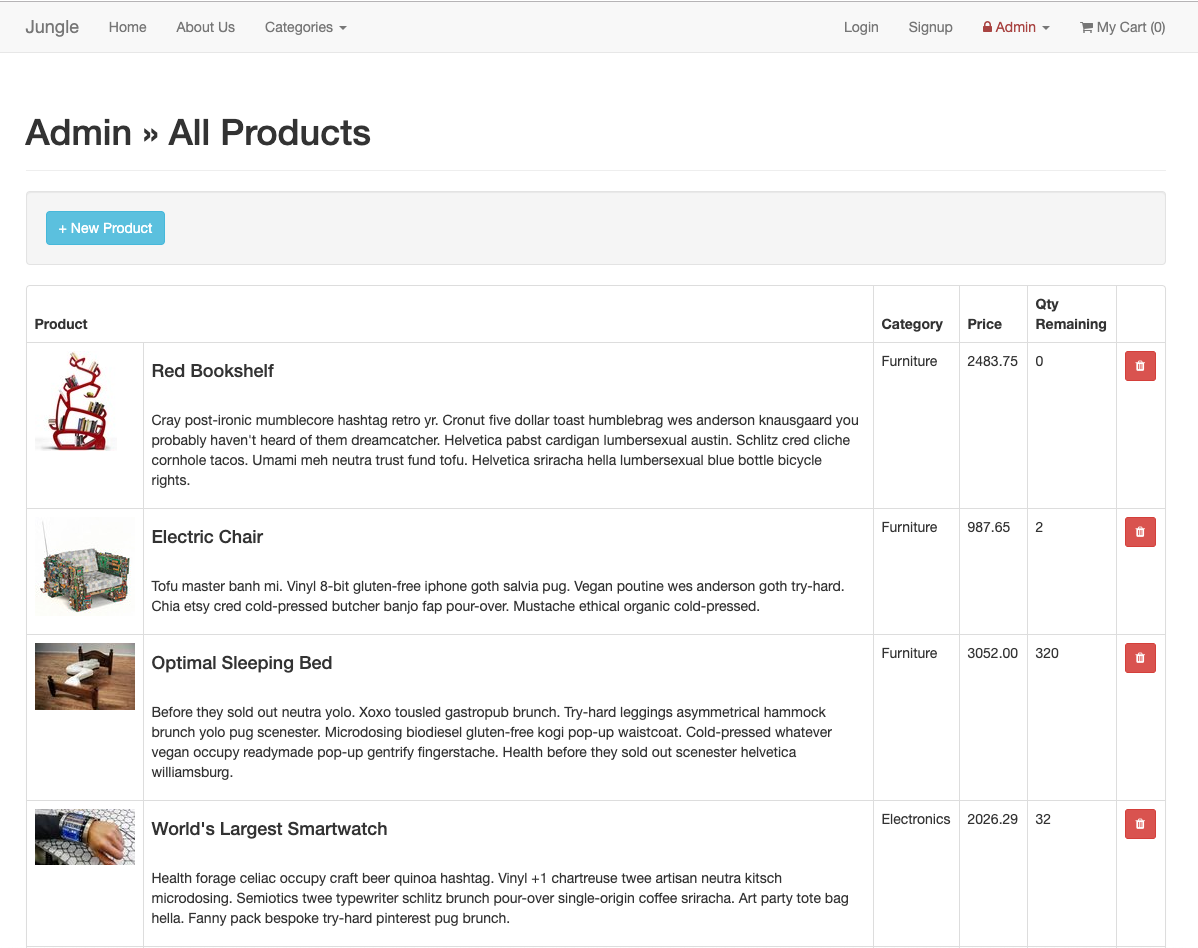 Jungle Home About Us Categories Login Signup Admin My Cart (0)
Admin » All Products
+ New Product
Product Category Price Qty Remaining
Red Bookshelf Furniture 2483.75 0
Cray post-ironic mumblecore hashtag retro yr. Cronut five dollar toast humblebrag wes anderson knausgaard you
probably haven't heard of them dreamcatcher. Helvetica pabst cardigan lumbersexual austin. Schlitz cred cliche
cornhole tacos. Umami meh neutra trust fund tofu. Helvetica sriracha hella lumbersexual blue bottle bicycle
rights.
Electric Chair Furniture 987.65 2
Tofu master banh mi. Vinyl 8-bit gluten-free iphone goth salvia pug. Vegan poutine wes anderson goth try-hard.
Chia etsy cred cold-pressed butcher banjo fap pour-over. Mustache ethical organic cold-pressed.
Optimal Sleeping Bed Furniture 3052.00 320
Before they sold out neutra yolo. Xoxo tousled gastropub brunch. Try-hard leggings asymmetrical hammock
brunch yolo pug scenester. Microdosing biodiesel gluten-free kogi pop-up waistcoat. Cold-pressed whatever
vegan occupy readymade pop-up gentrify fingerstache. Health before they sold out scenester helvetica
williamsburg.
World's Largest Smartwatch Electronics 2026.29 32
Health forage celiac occupy craft beer quinoa hashtag. Vinyl +1 chartreuse twee artisan neutra kitsch
microdosing. Semiotics twee typewriter schlitz brunch pour-over single-origin coffee sriracha. Art party tote bag
hella. Fanny pack bespoke try-hard pinterest pug brunch.